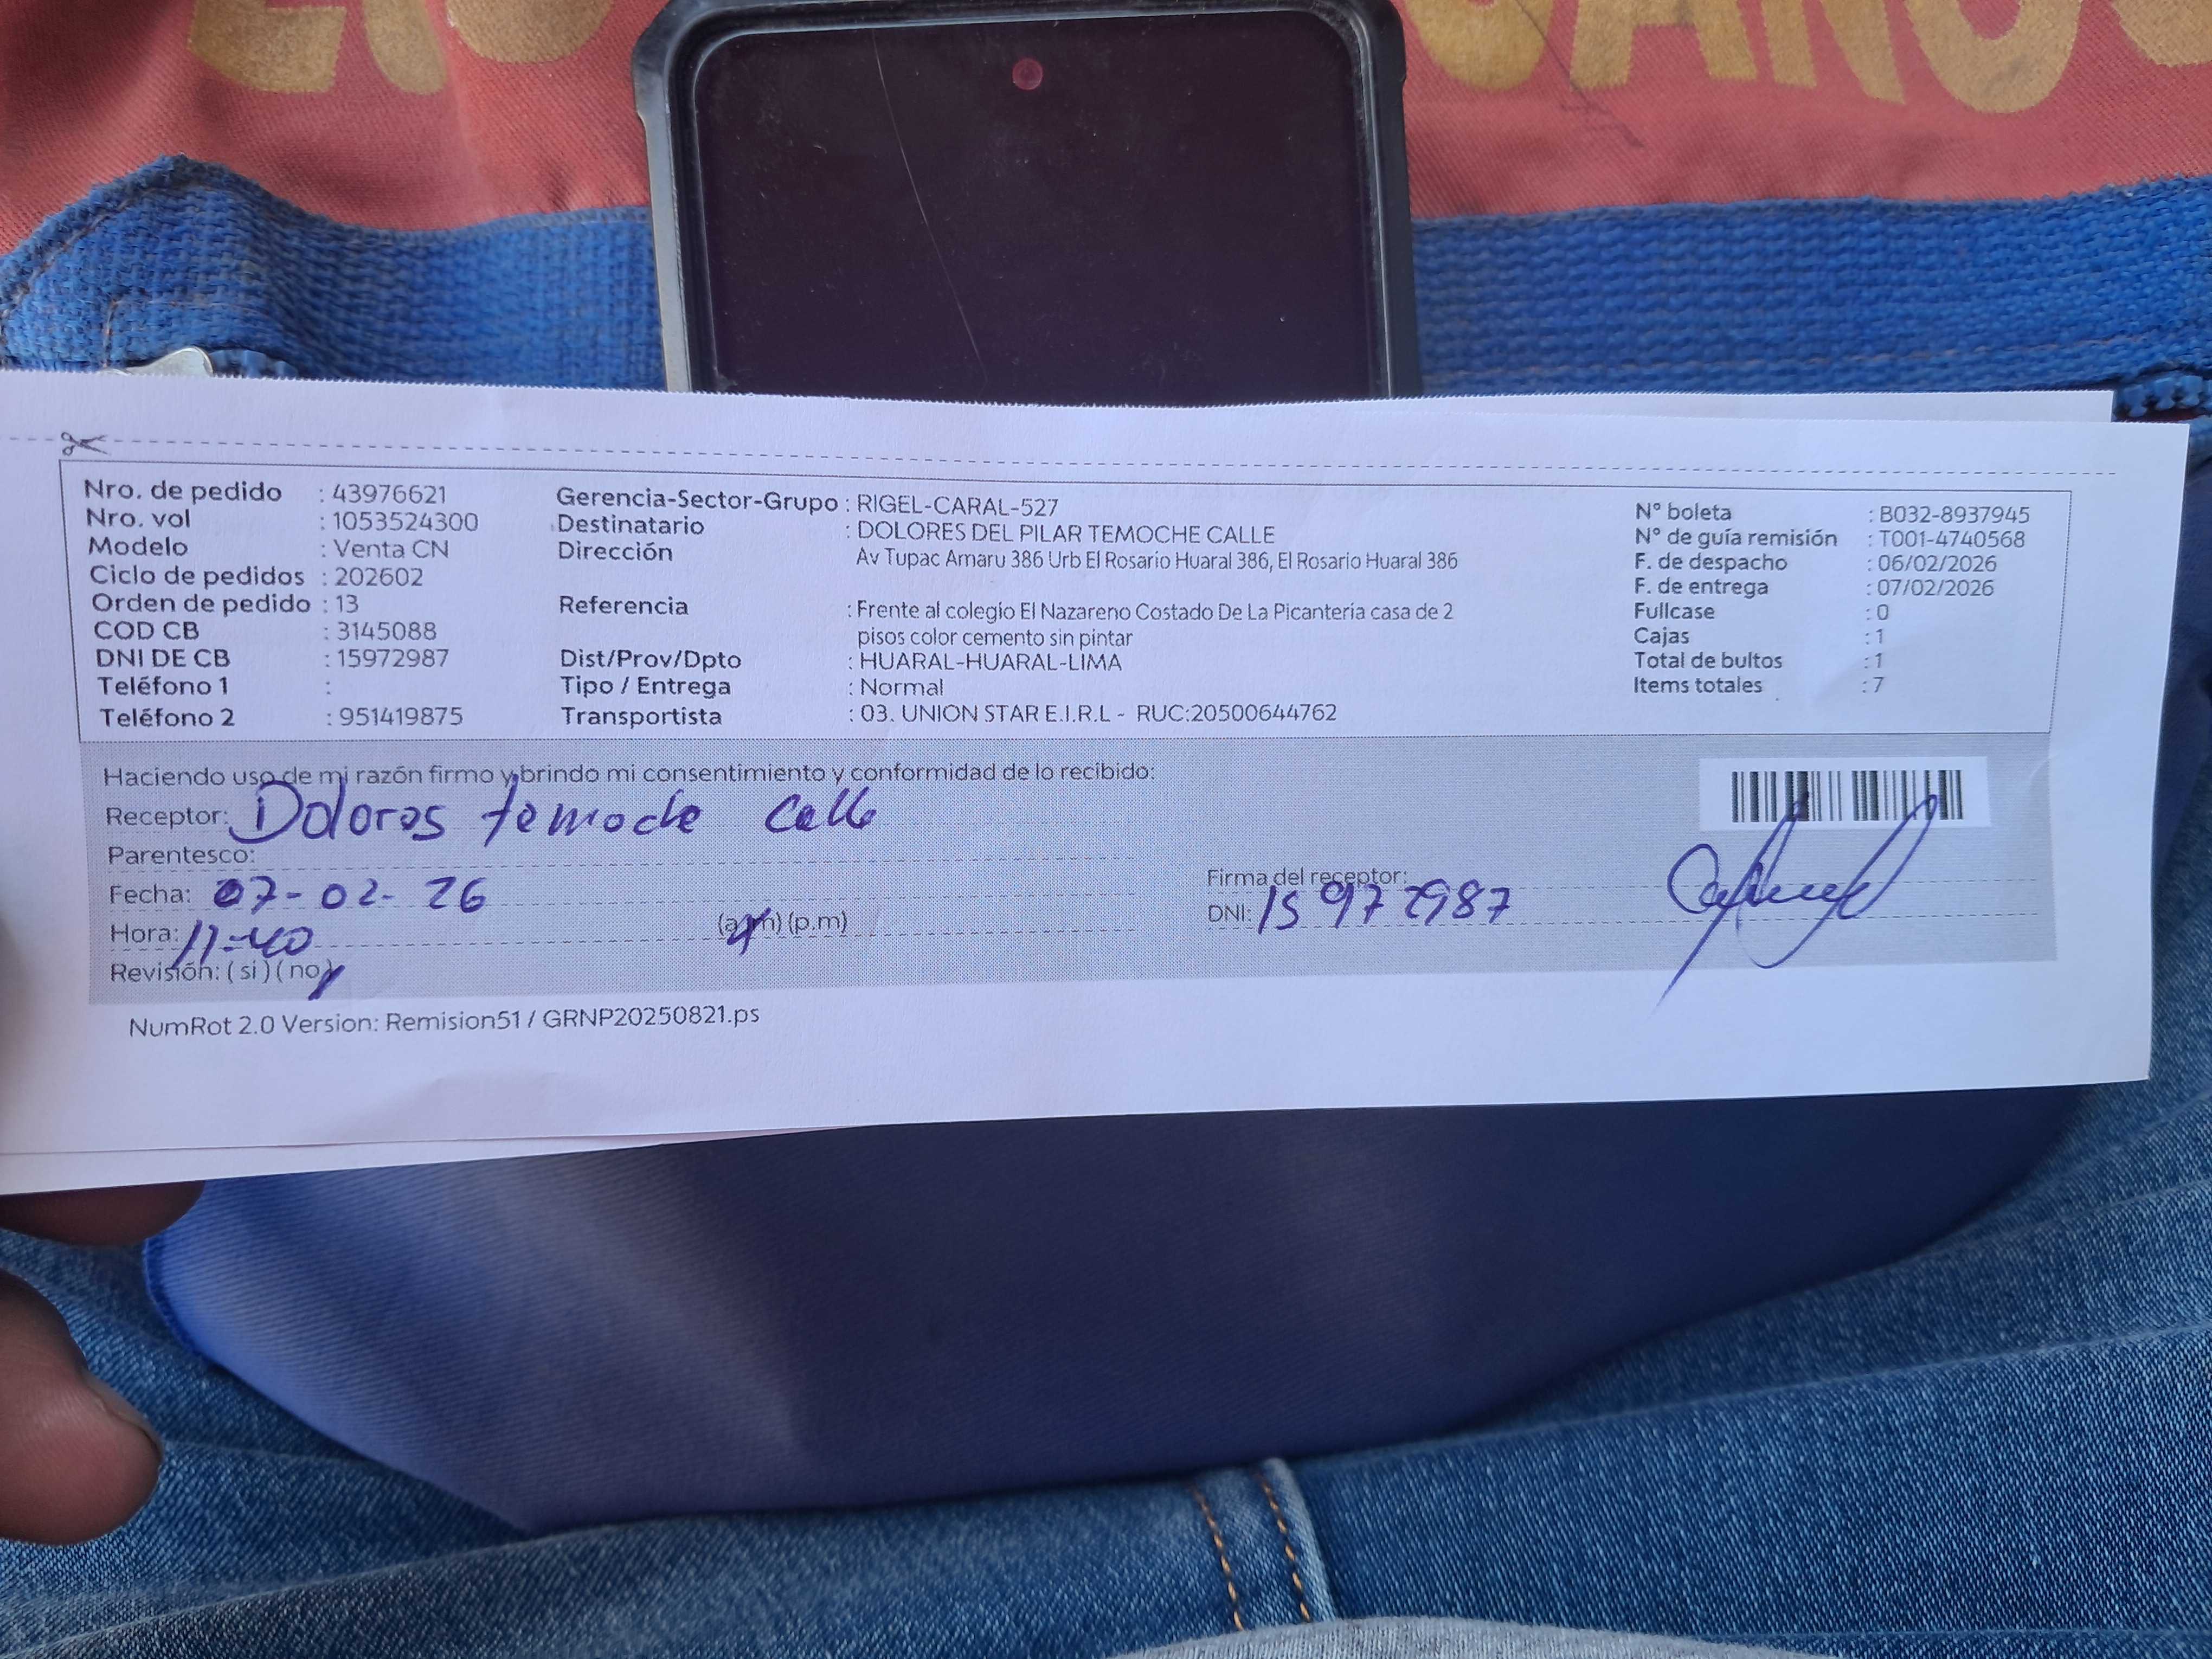 Nro. de pedido : 43976621
Nro. vol : 1053524300
Modelo : Venta CN
Ciclo de pedidos : 202602
Orden de pedido : 13
COD CB : 3145088
DNI DE CB : 15972987
Teléfono 1 :
Teléfono 2 : 951419875
Gerencia-Sector-Grupo : RIGEL-CARAL-527
Destinatario : DOLORES DEL PILAR TEMOCHE CALLE
Dirección Av Tupac Amaru 386 Urb El Rosario Huaral 386, El Rosario Huaral 386
Referencia : Frente al colegio El Nazareno Costado De La Picantería casa de 2
pisos color cemento sin pintar
Dist/Prov/Dpto : HUARAL-HUARAL-LIMA
Tipo / Entrega : Normal
Transportista : 03. UNION STAR E.I.R.L - RUC:20500644762
N° boleta : B032-8937945
N° de guía remisión : T001-4740568
F. de despacho : 06/02/2026
F. de entrega : 07/02/2026
Fullcase : 0
Cajas : 1
Total de bultos : 1
Items totales : 7
Haciendo uso de mi razón firmo y brindo mi consentimiento y conformidad de lo recibido:
Receptor: Dolores temoche Calle
Parentesco:
Fecha: 07-02-26
Hora: 11:40 (a.m) (p.m)
Revisión: ( si ) ( no )
Firma del receptor:
DNI: 15972987
NumRot 2.0 Version: Remision51 / GRNP20250821.ps